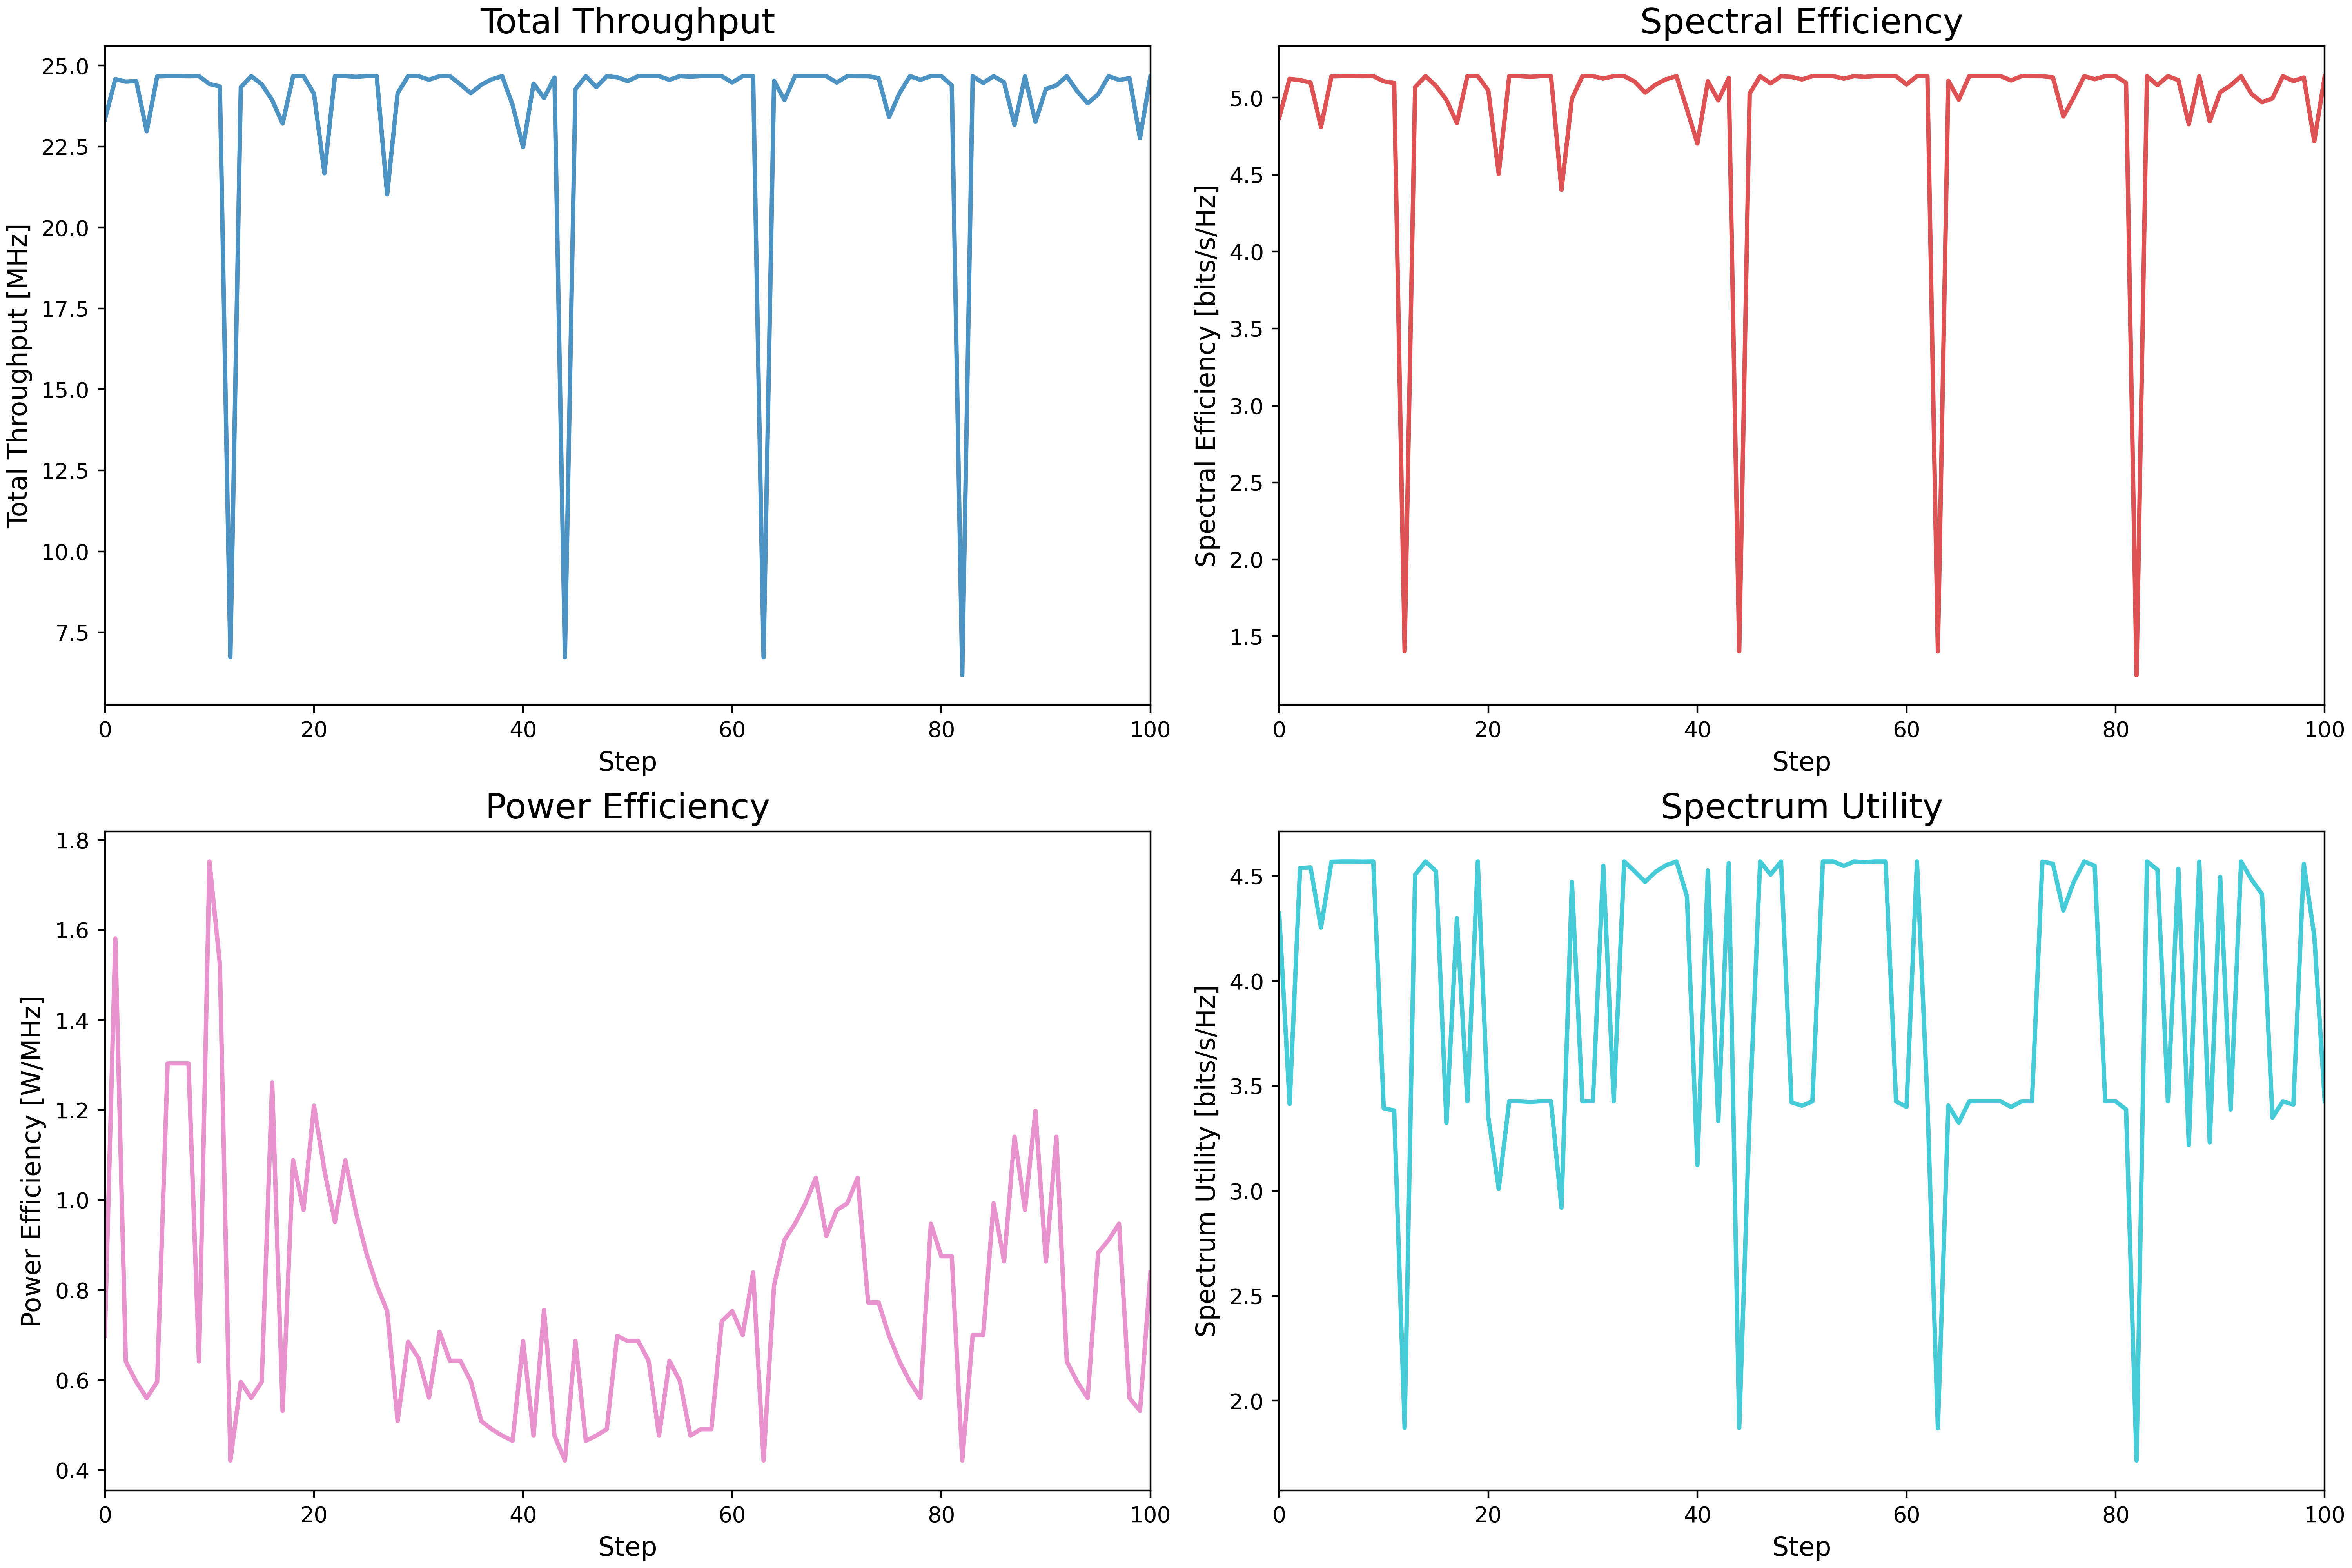 Total Throughput
Total Throughput [MHz]
25.0
22.5
20.0
17.5
15.0
12.5
10.0
7.5
0 20 40 60 80 100
Step
Spectral Efficiency
Spectral Efficiency [bits/s/Hz]
5.0
4.5
4.0
3.5
3.0
2.5
2.0
1.5
0 20 40 60 80 100
Step
Power Efficiency
Power Efficiency [W/MHz]
1.8
1.6
1.4
1.2
1.0
0.8
0.6
0.4
0 20 40 60 80 100
Step
Spectrum Utility
Spectrum Utility [bits/s/Hz]
4.5
4.0
3.5
3.0
2.5
2.0
0 20 40 60 80 100
Step